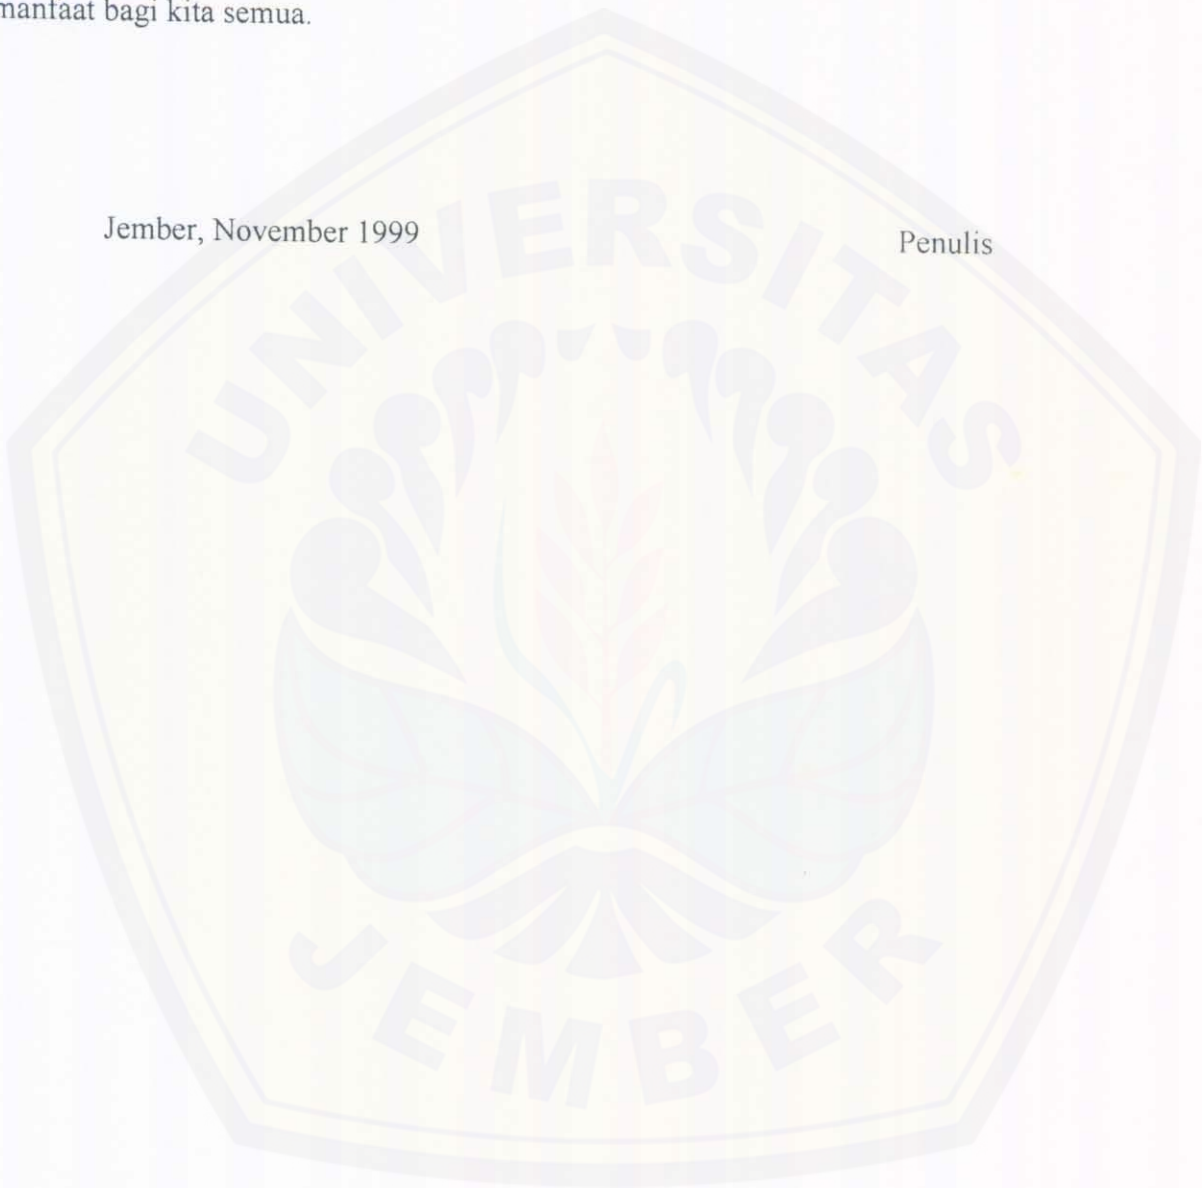 manfaat bagi kita semua.
Jember, November 1999
Penulis
UNIVERSITAS
JEMBER